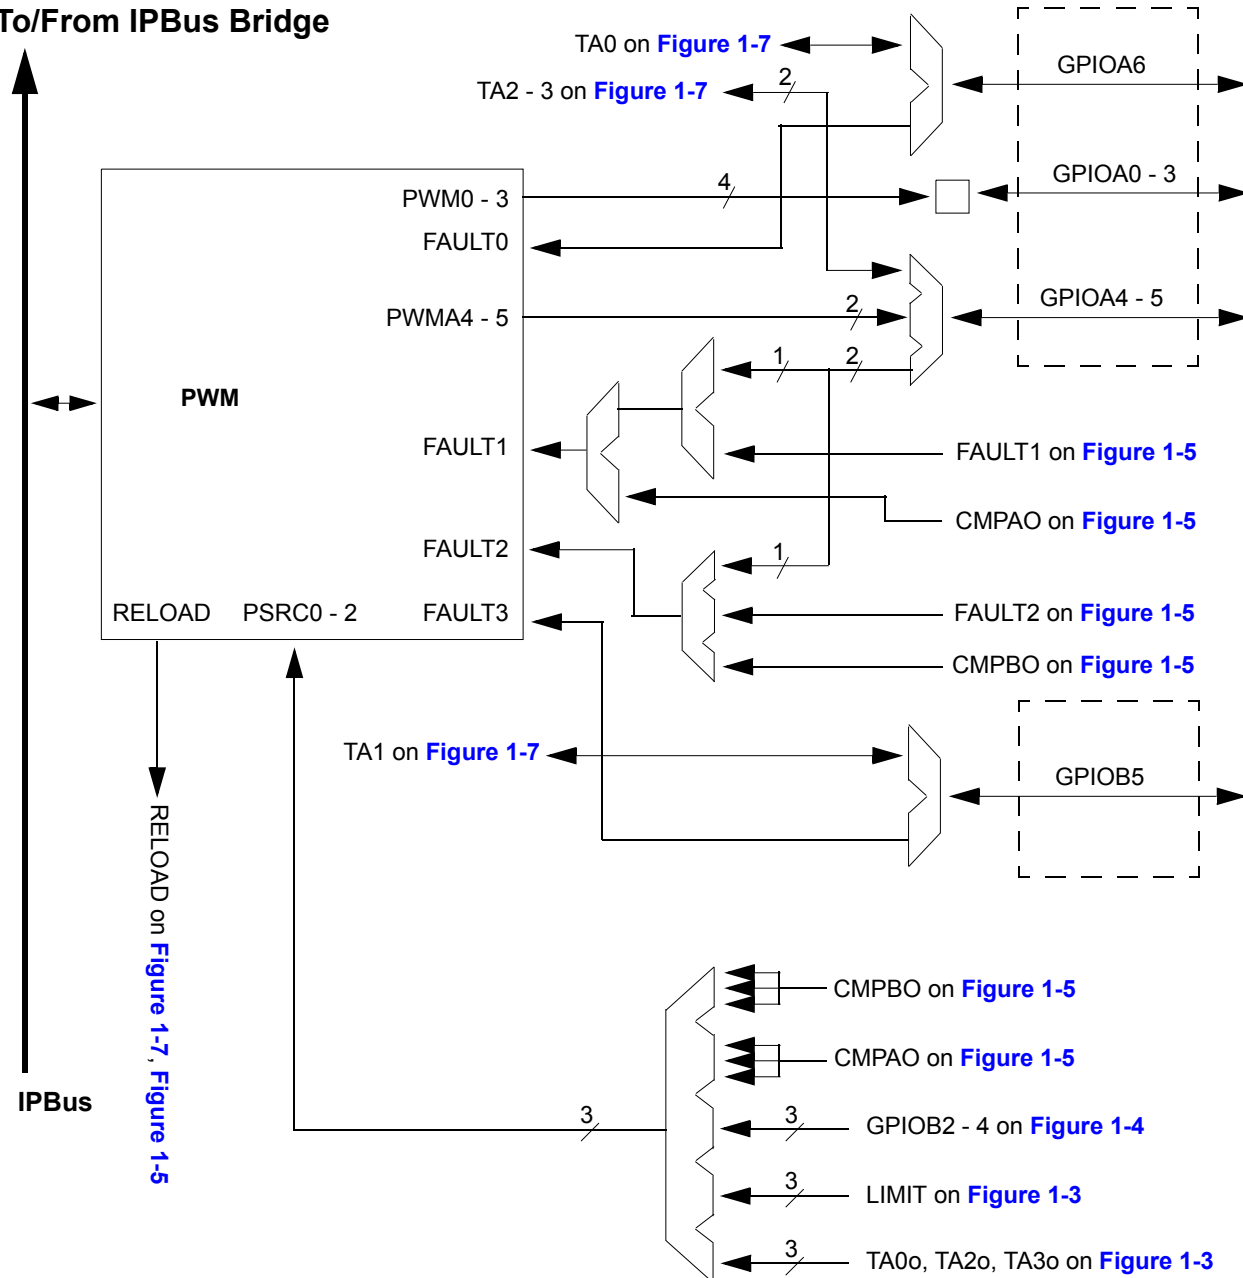 To/From IPBus Bridge
TA0 on Figure 1-7
GPIOA6
TA2 - 3 on Figure 1-7
2
PWM0 - 3
4
GPIOA0 - 3
FAULT0
PWMA4 - 5
2
GPIOA4 - 5
1
2
PWM
FAULT1
FAULT1 on Figure 1-5
CMPAO on Figure 1-5
FAULT2
1
RELOAD
PSRC0 - 2
FAULT3
FAULT2 on Figure 1-5
CMPBO on Figure 1-5
TA1 on Figure 1-7
GPIOB5
RELOAD on Figure 1-7, Figure 1-5
CMPBO on Figure 1-5
CMPAO on Figure 1-5
IPBus
3
3
GPIOB2 - 4 on Figure 1-4
3
LIMIT on Figure 1-3
3
TA0o, TA2o, TA3o on Figure 1-3